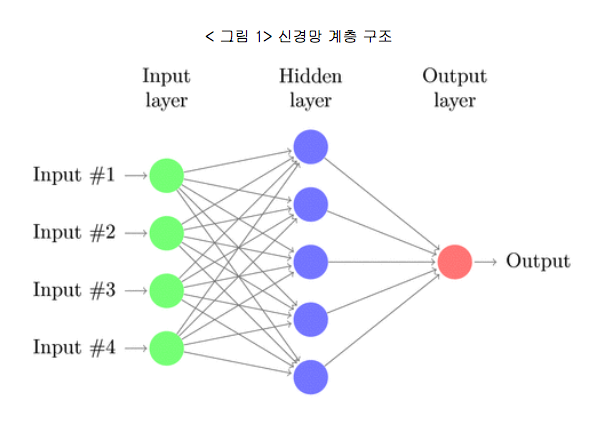 < 그림 1> 신경망 계층 구조
Input layer
Hidden layer
Output layer
Input #1
Input #2
Input #3
Input #4
Output